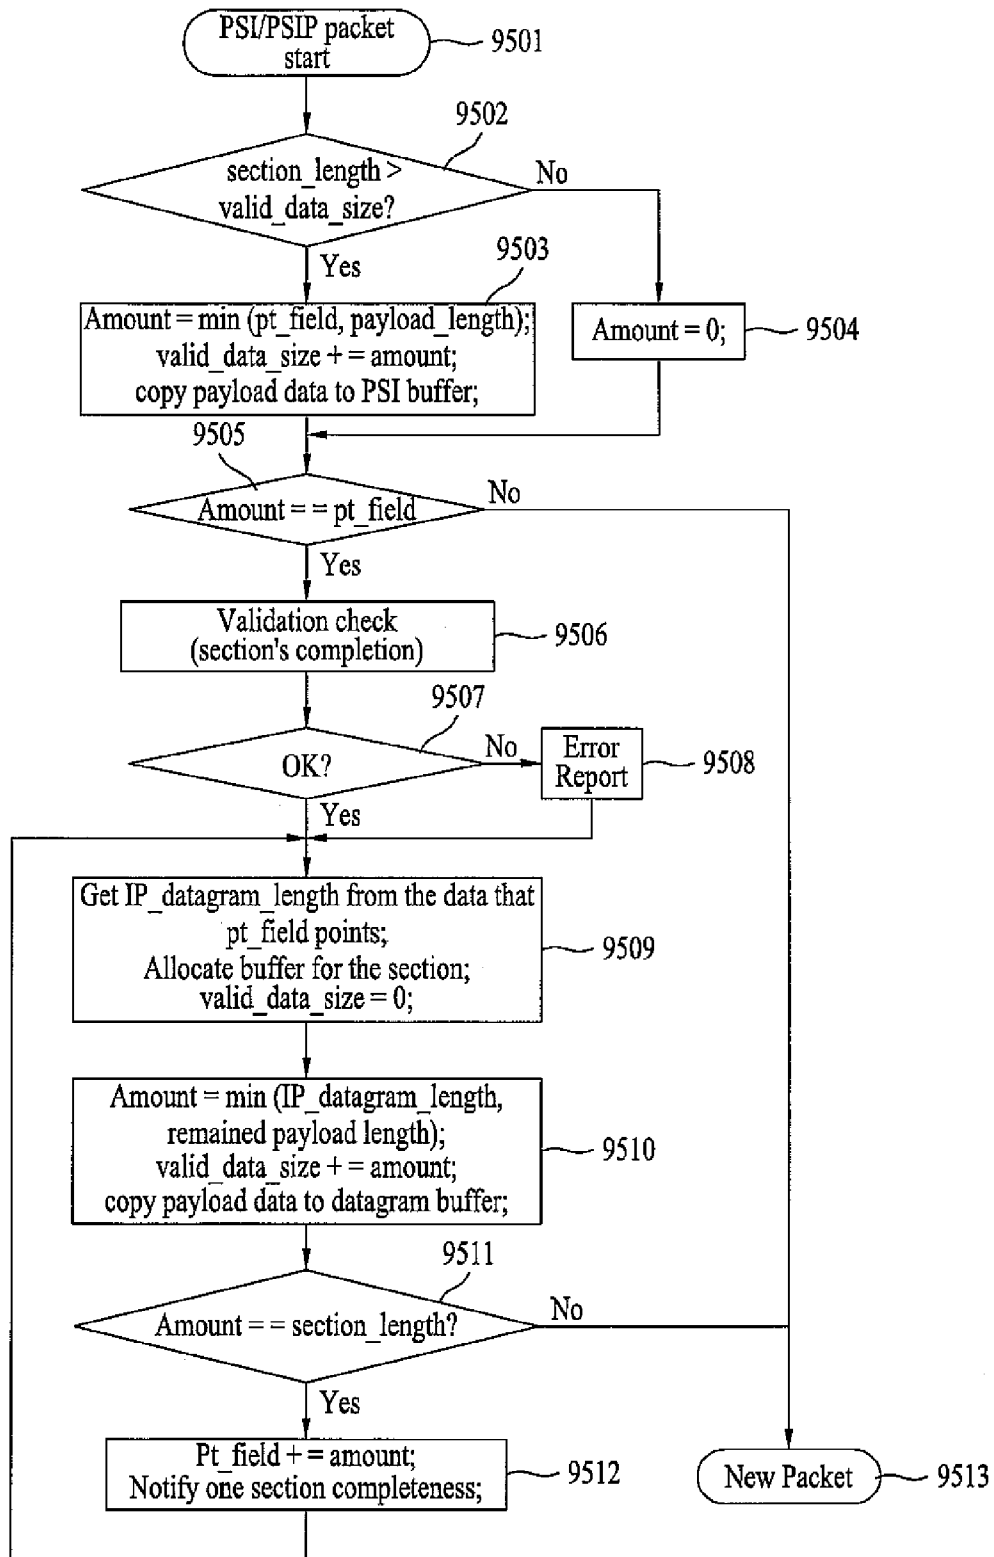 PSI/PSIP packet
start
9501
9502
section_length >
valid_data_size?
No
Yes
9503
Amount = min (pt_field, payload_length);
valid_data_size + = amount;
copy payload data to PSI buffer;
Amount = 0;
9504
9505
Amount = = pt_field
No
Yes
Validation check
(section's completion)
9506
9507
OK?
No
Error
Report
9508
Yes
Get IP_datagram_length from the data that
pt_field points;
Allocate buffer for the section;
valid_data_size = 0;
9509
Amount = min (IP_datagram_length,
remained payload length);
valid_data_size + = amount;
copy payload data to datagram buffer;
9510
9511
Amount = = section_length?
No
Yes
Pt_field + = amount;
Notify one section completeness;
9512
New Packet
9513